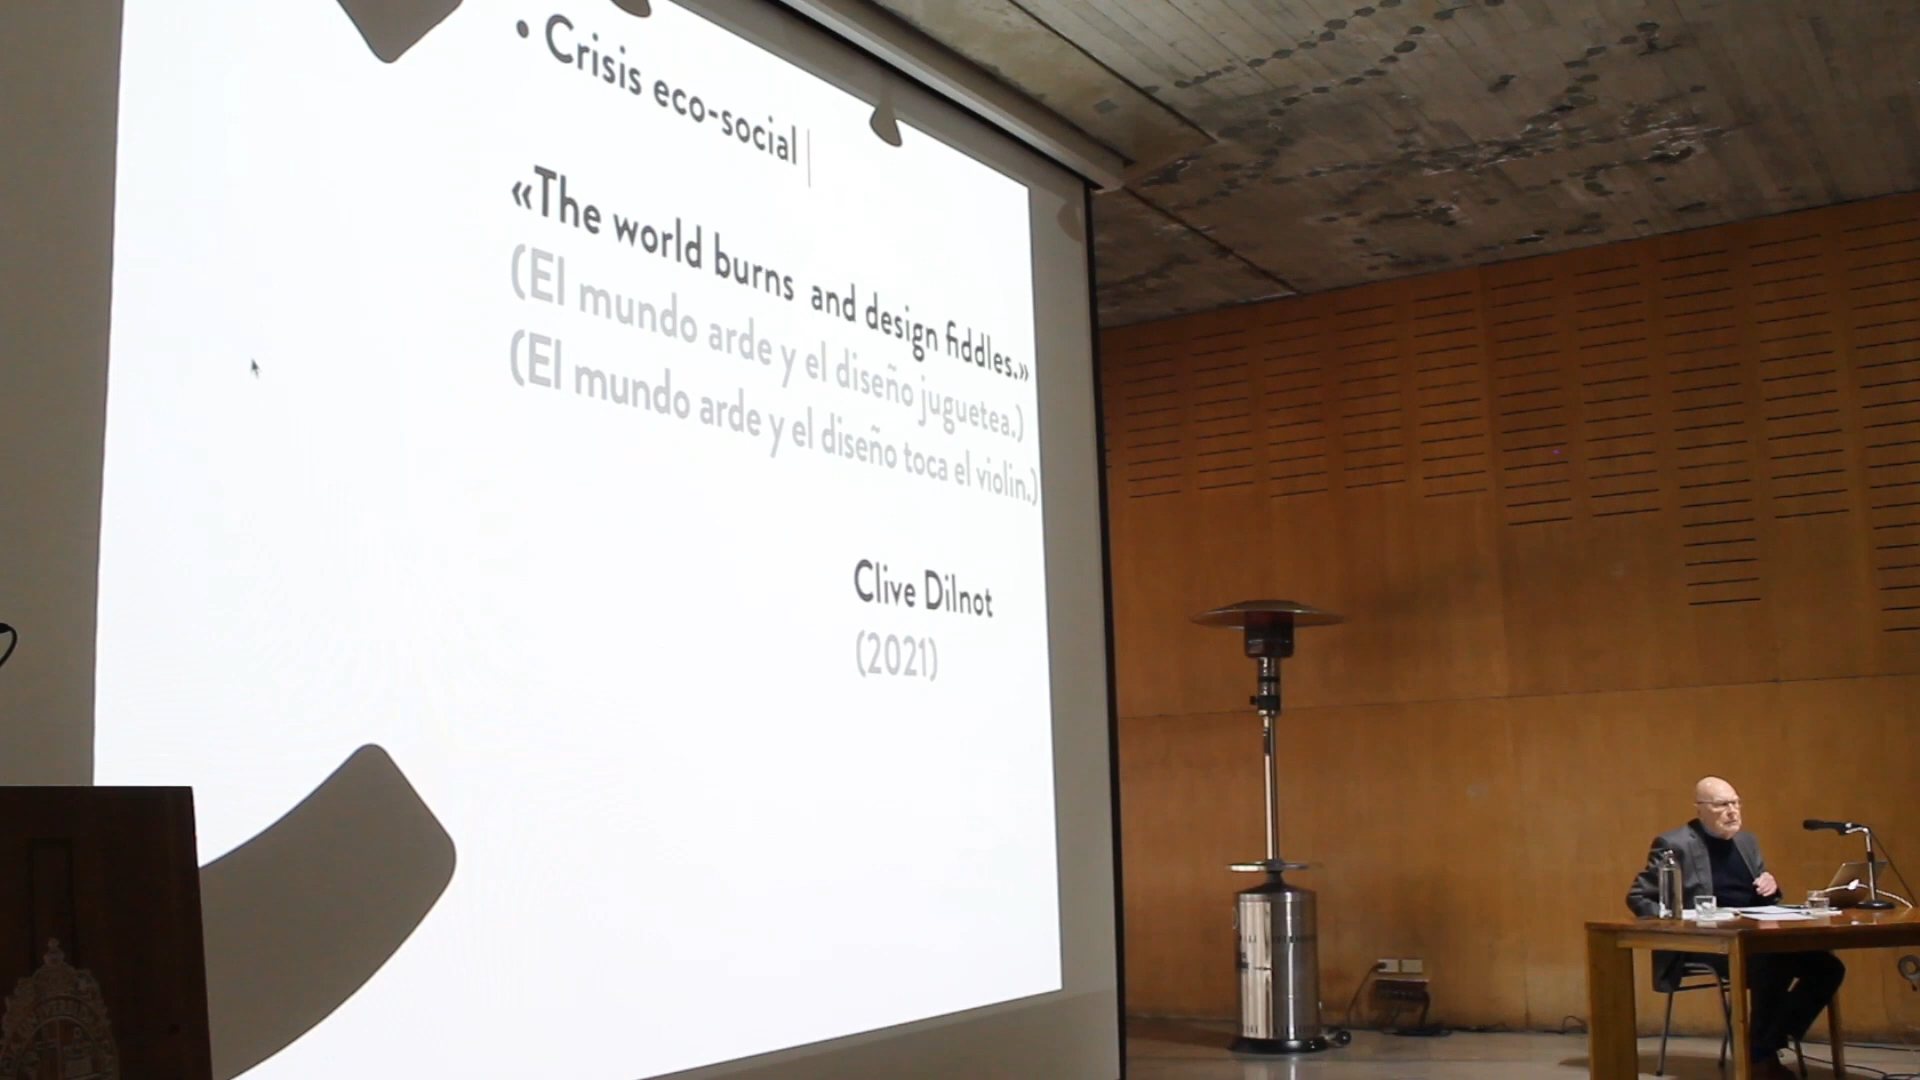 • Crisis eco-social
«The world burns and design fiddles.»
(El mundo arde y el diseño juguetea.)
(El mundo arde y el diseño toca el violin.)
Clive Dilnot
(2021)